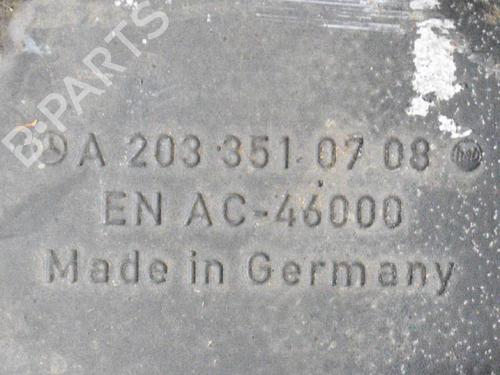 B-PARTS
A 203 351 07 08
EN AC-46000
Made in Germany